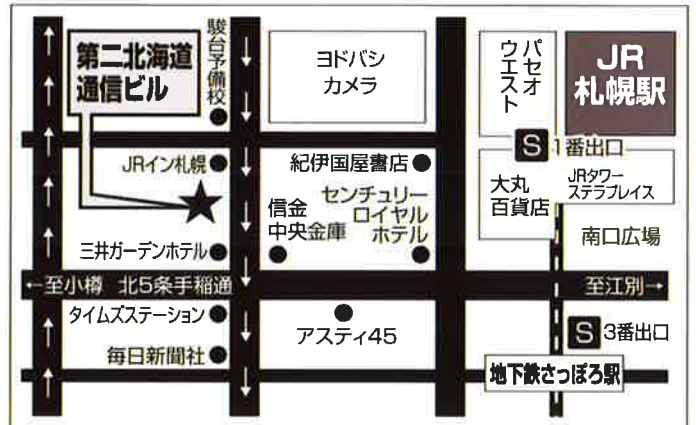 第二北海道
通信ビル
駿台予備校
ヨドバシ
カメラ
パセオ
ウエスト
JR
札幌駅
S 1番出口
JRイン札幌
紀伊国屋書店
大丸
百貨店
JRタワー
ステラプレイス
信金
中央金庫
センチュリー
ロイヤル
ホテル
南口広場
三井ガーデンホテル
←至小樽 北5条手稲通
至江別→
タイムズステーション
アスティ45
S 3番出口
毎日新聞社
地下鉄さっぽろ駅